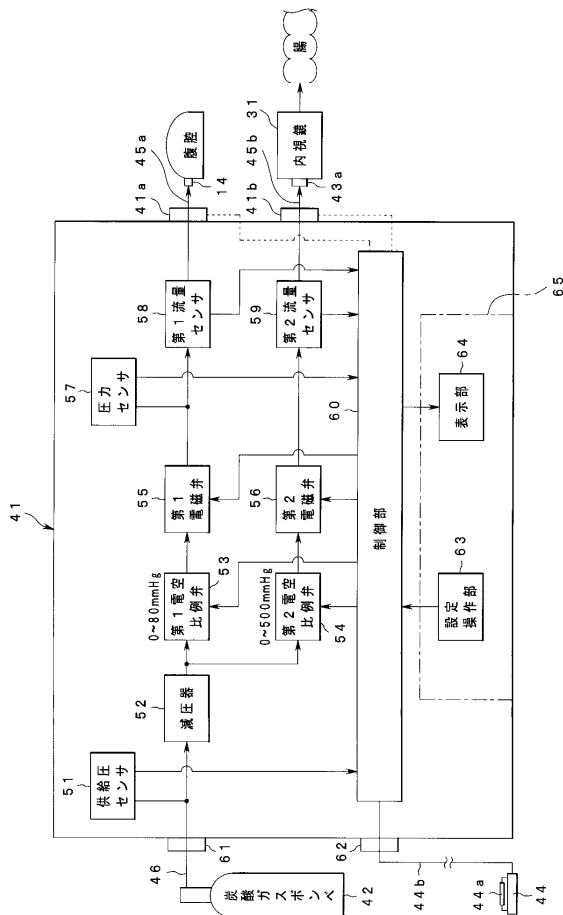 41
51
供給圧
センサ
57
圧力
センサ
52
減圧器
0~80mmHg
第1電空
比例弁
53
55
第1
電磁弁
58
第1流量
センサ
41a
45a
14
腹腔
0~500mmHg
第2電空
比例弁
54
56
第2
電磁弁
59
第2流量
センサ
41b
45b
43a
31
内視鏡
腸
46
61
炭酸ガスボンベ
42
62
60
制御部
63
設定
操作部
64
表示部
65
44a
44b
44